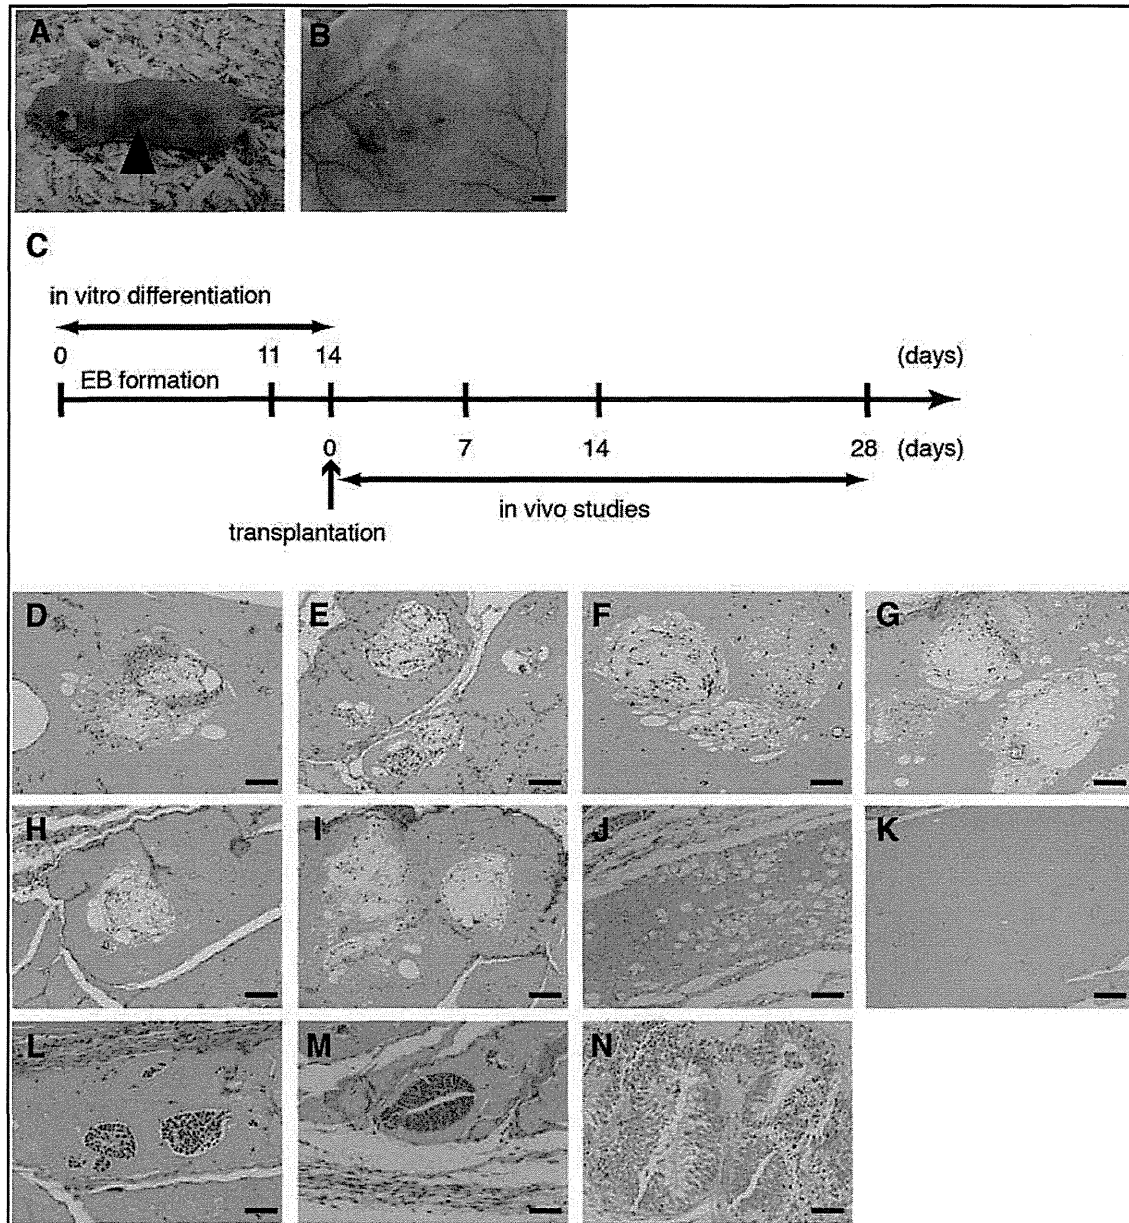 A
B
C
in vitro differentiation
0 11 14 (days)
EB formation
0 7 14 28 (days)
in vivo studies
transplantation
D
E
F
G
H
I
J
K
L
M
N